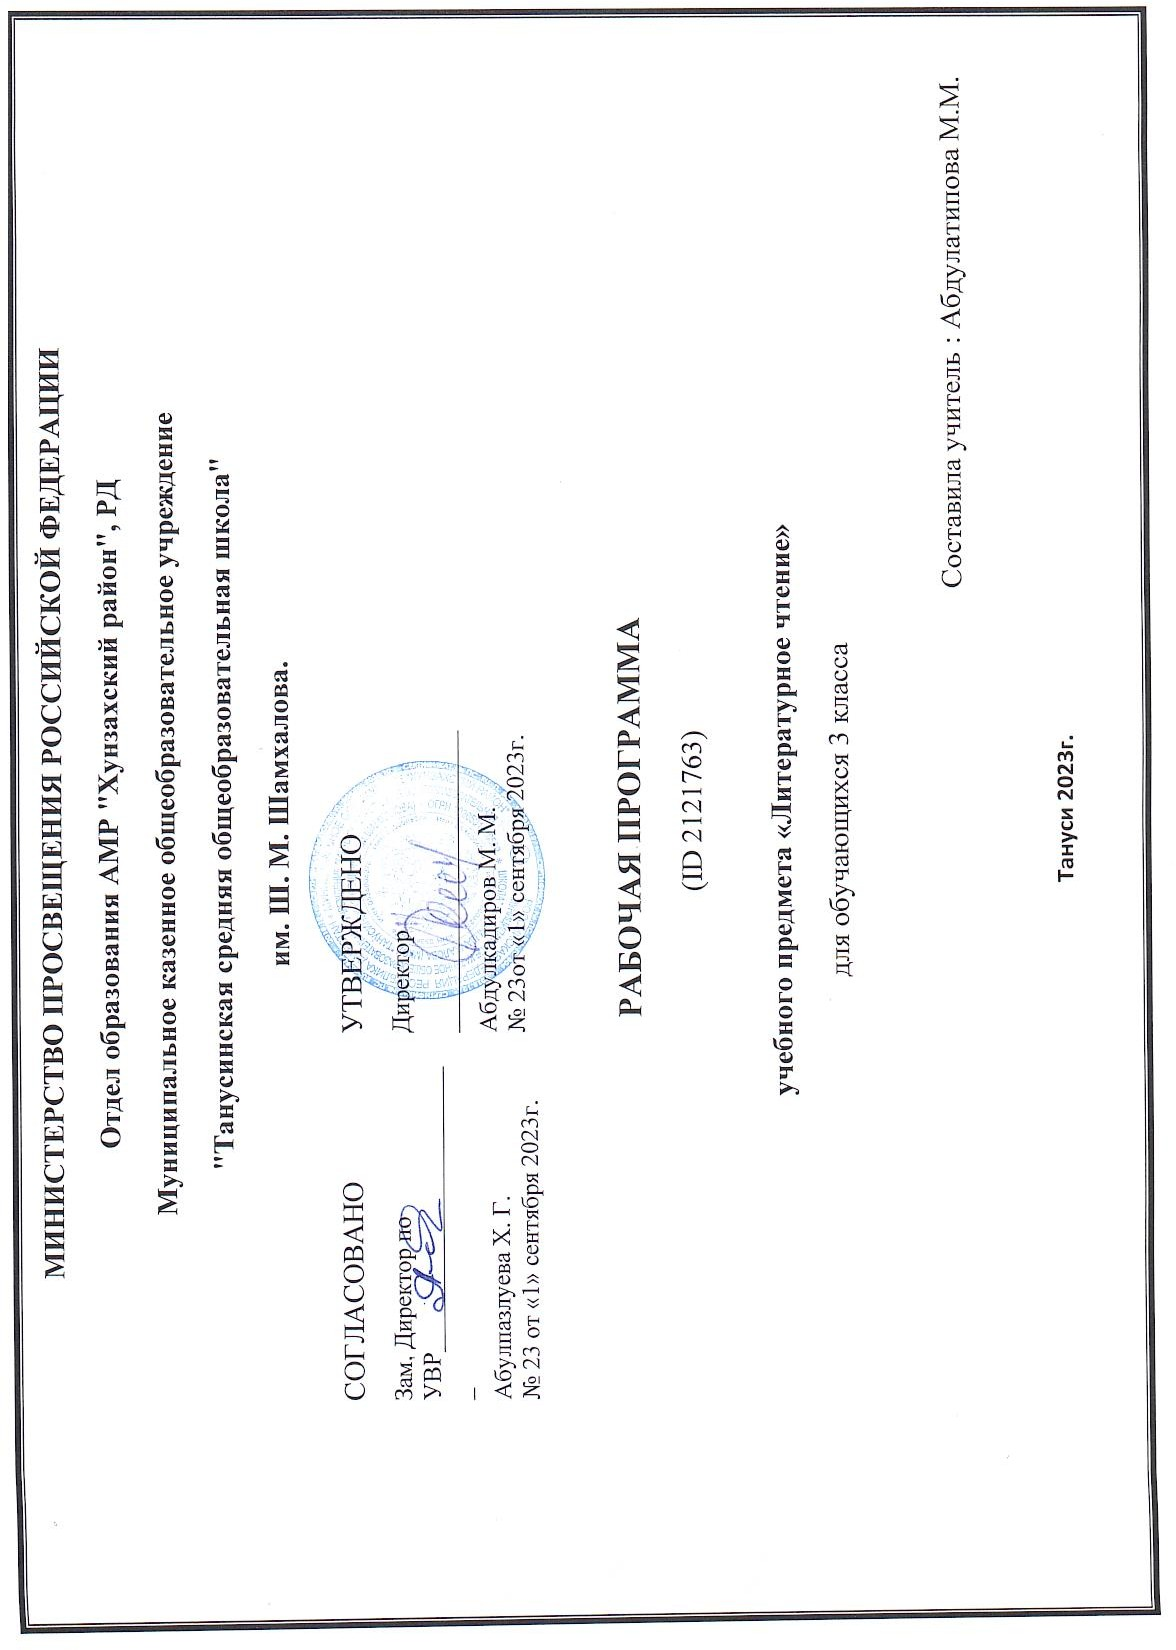 МИНИСТЕРСТВО ПРОСВЕЩЕНИЯ РОССИЙСКОЙ ФЕДЕРАЦИИ
Отдел образования АМР "Хунзахский район", РД
Муниципальное казенное общеобразовательное учреждение
"Танусинская средняя общеобразовательная школа"
им. Ш. М. Шамхалова.
СОГЛАСОВАНО
Зам, Директор по
УВР
Абулпазлуева Х. Г.
№ 23 от «1» сентября 2023г.
УТВЕРЖДЕНО
Директор
Абдулкадиров М. М.
№ 23от «1» сентября 2023г.
РАБОЧАЯ ПРОГРАММА
(ID 2121763)
учебного предмета «Литературное чтение»
для обучающихся 3 класса
Составила учитель : Абдулатипова М.М.
Тануси 2023г.